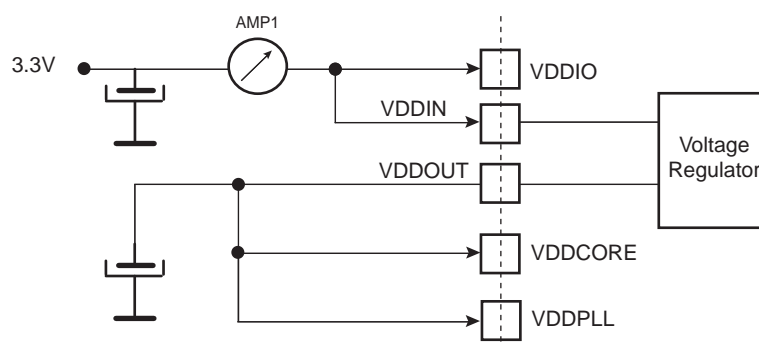 AMP1
3.3V
VDDIO
VDDIN
Voltage
Regulator
VDDOUT
VDDCORE
VDDPLL